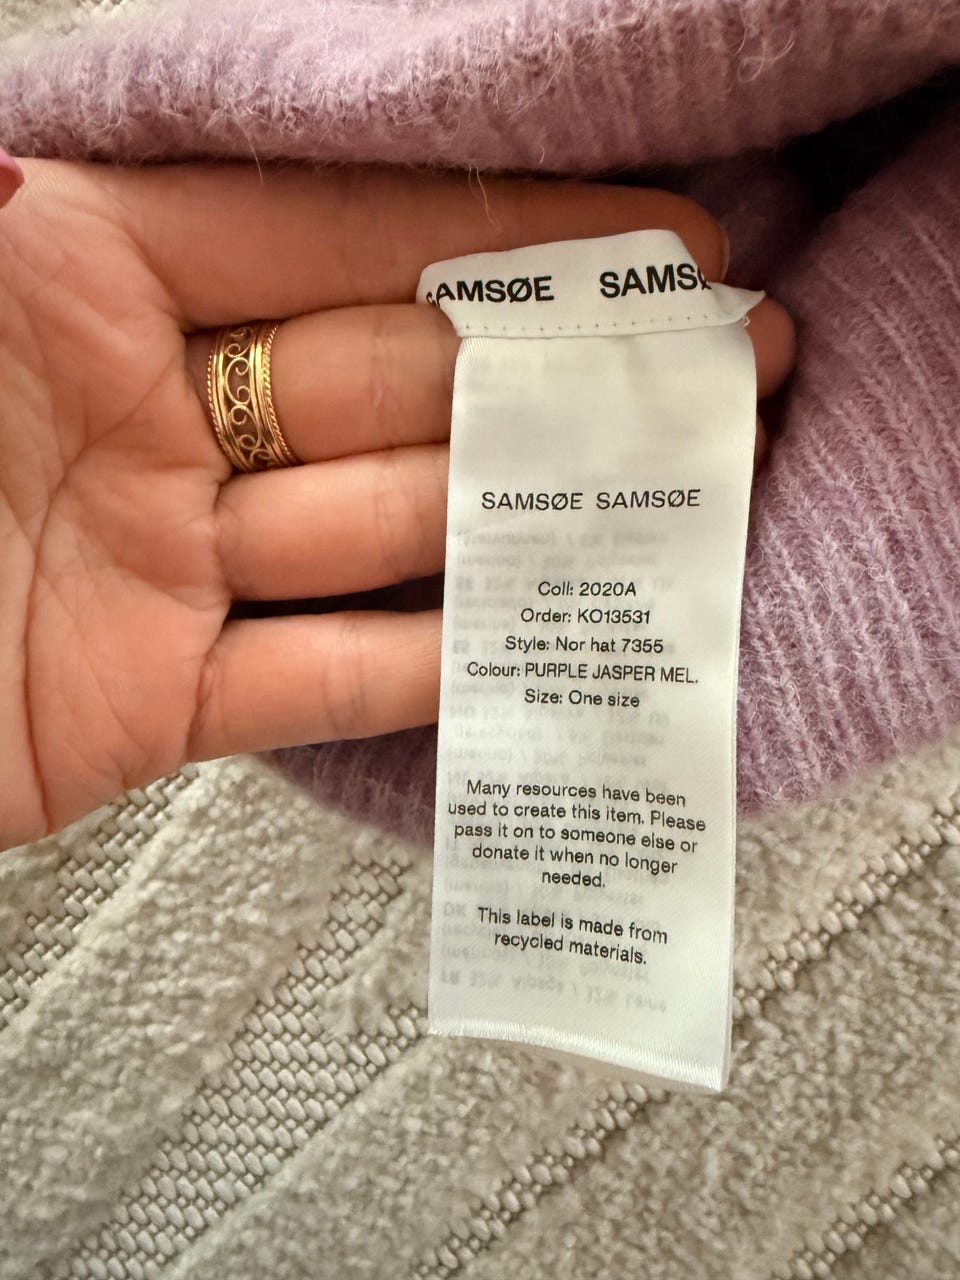 SAMSØE SAMSØ
SAMSØE SAMSØE
Coll: 2020A
Order: KO13531
Style: Nor hat 7355
Colour: PURPLE JASPER MEL.
Size: One size
Many resources have been
used to create this item. Please
pass it on to someone else or
donate it when no longer
needed.
This label is made from
recycled materials.